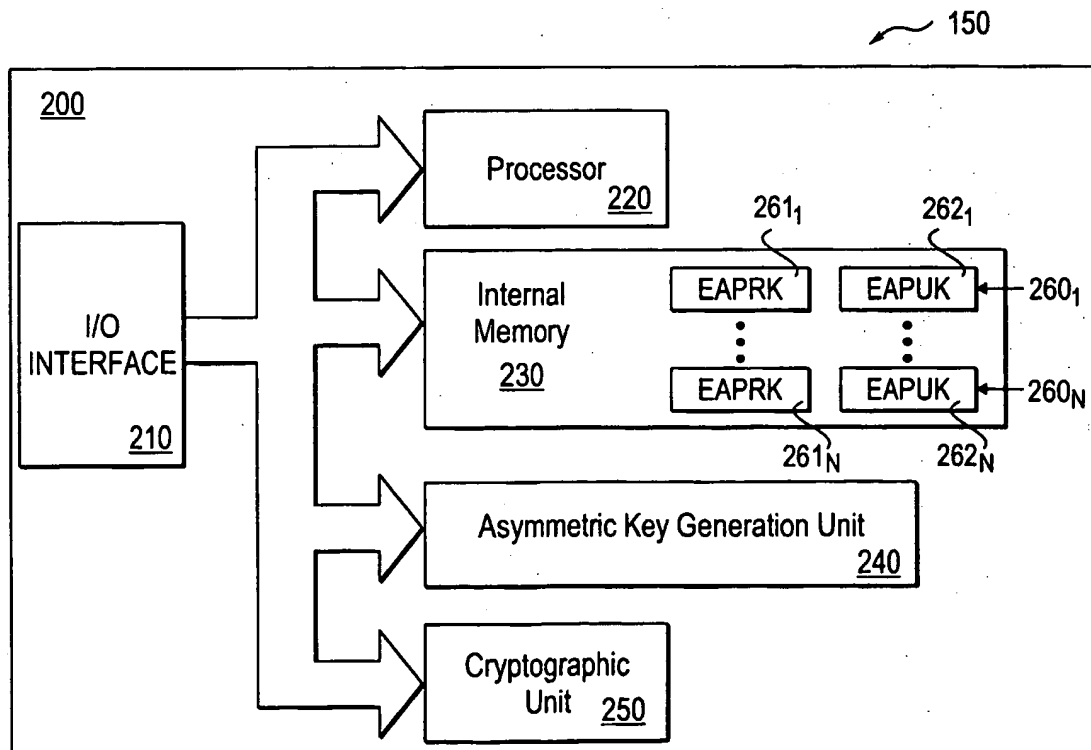 150
200
Processor
220
I/O
INTERFACE
210
Internal
Memory
230
261₁
262₁
EAPRK
EAPUK
260₁
EAPRK
EAPUK
260N
261N
262N
Asymmetric Key Generation Unit
240
Cryptographic
Unit
250